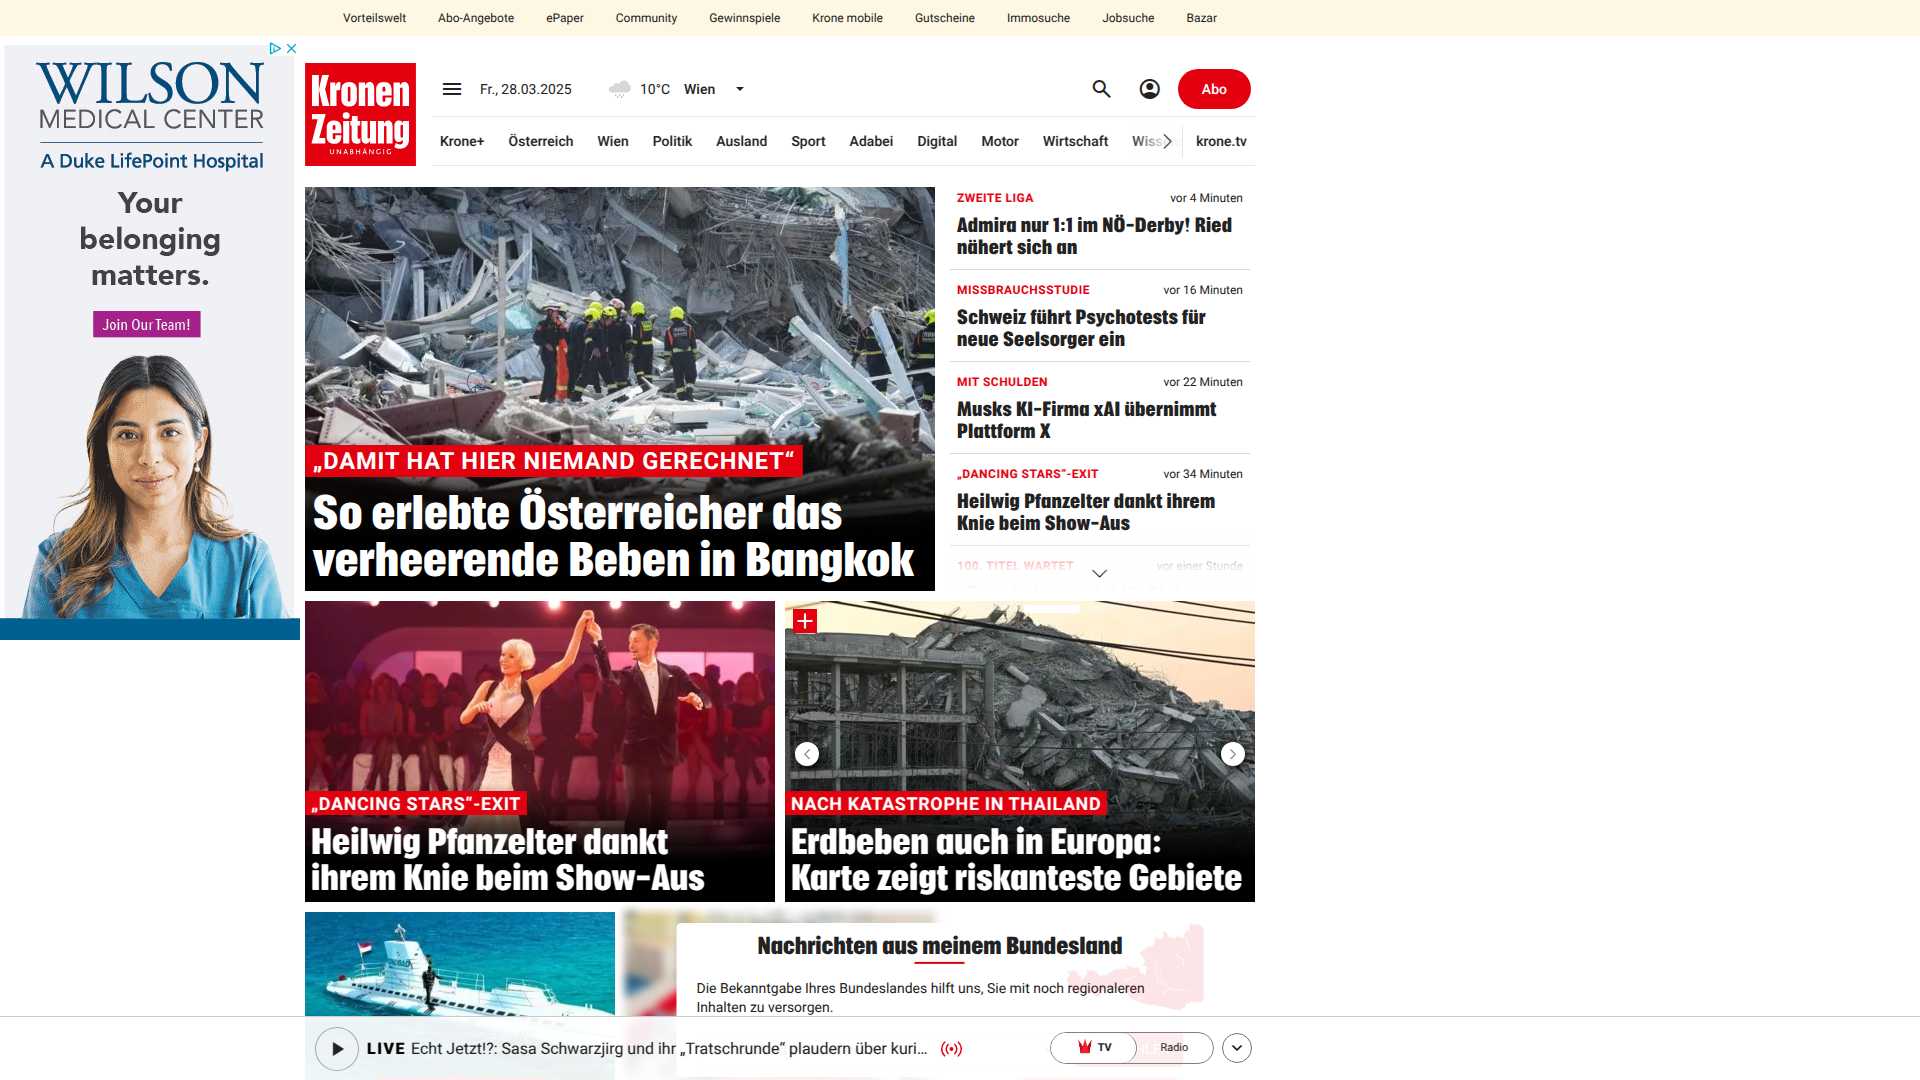 Vorteilswelt Abo-Angebote ePaper Community Gewinnspiele Krone mobile Gutscheine Immosuche Jobsuche Bazar
WILSON
MEDICAL CENTER
A Duke LifePoint Hospital
Your
belonging
matters.
Join Our Team!
Kronen
Zeitung
UNABHÄNGIG
Fr., 28.03.2025 10°C Wien
Abo
Krone+ Österreich Wien Politik Ausland Sport Adabei Digital Motor Wirtschaft Wiss krone.tv
„DAMIT HAT HIER NIEMAND GERECHNET“
So erlebte Österreicher das
verheerende Beben in Bangkok
ZWEITE LIGA vor 4 Minuten
Admira nur 1:1 im NÖ-Derby! Ried
nähert sich an
MISSBRAUCHSSTUDIE vor 16 Minuten
Schweiz führt Psychotests für
neue Seelsorger ein
MIT SCHULDEN vor 22 Minuten
Musks KI-Firma xAI übernimmt
Plattform X
„DANCING STARS“-EXIT vor 34 Minuten
Heilwig Pfanzelter dankt ihrem
Knie beim Show-Aus
100. TITEL WARTET vor einer Stunde
„DANCING STARS“-EXIT
Heilwig Pfanzelter dankt
ihrem Knie beim Show-Aus
NACH KATASTROPHE IN THAILAND
Erdbeben auch in Europa:
Karte zeigt riskanteste Gebiete
Nachrichten aus meinem Bundesland
Die Bekanntgabe Ihres Bundeslandes hilft uns, Sie mit noch regionaleren
Inhalten zu versorgen.
LIVE Echt Jetzt!?: Sasa Schwarzjirg und ihr „Tratschrunde“ plaudern über kuri...
TV Radio